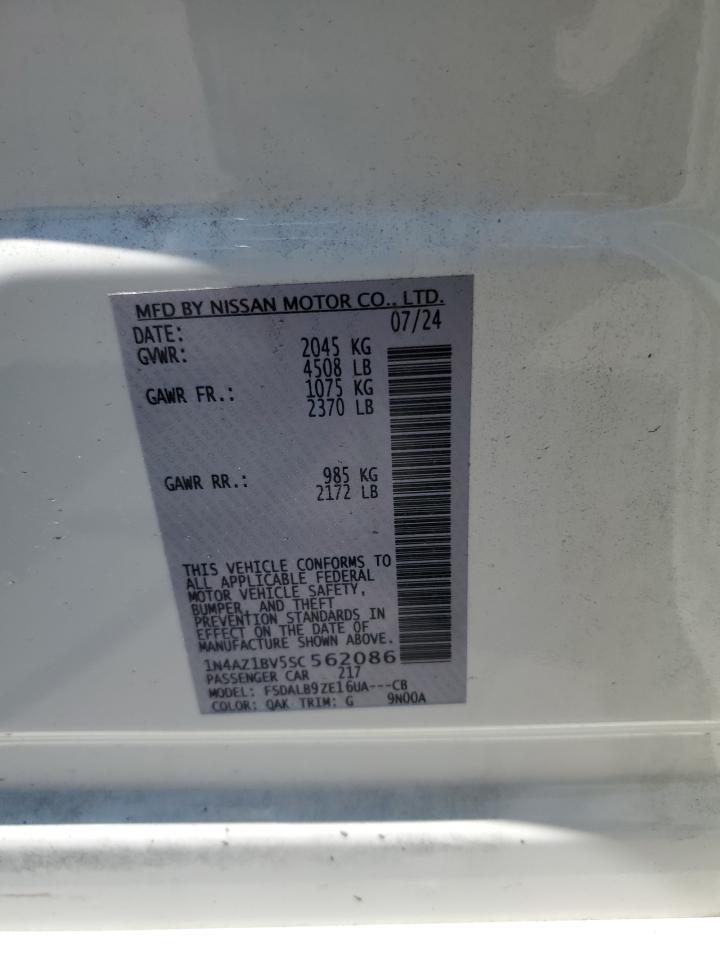 MFD BY NISSAN MOTOR CO., LTD.
DATE: 07/24
GVWR: 2045 KG
4508 LB
GAWR FR.: 1075 KG
2370 LB
GAWR RR.: 985 KG
2172 LB
THIS VEHICLE CONFORMS TO
ALL APPLICABLE FEDERAL
MOTOR VEHICLE SAFETY,
BUMPER, AND THEFT
PREVENTION STANDARDS IN
EFFECT ON THE DATE OF
MANUFACTURE SHOWN ABOVE.
1N4AZ1BV5SC562086
PASSENGER CAR 217
MODEL: FSDALB9ZE16UA---CB
COLOR: QAK TRIM: G 9N00A